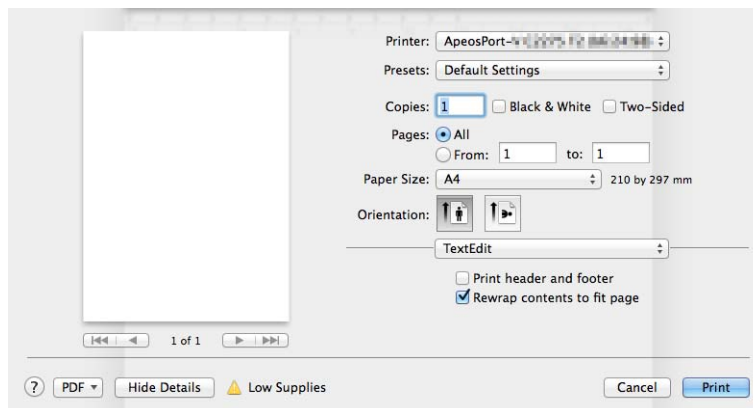 Printer: ApeosPort-
Presets: Default Settings
Copies: 1 Black & White Two-Sided
Pages: All
From: 1 to: 1
Paper Size: A4 210 by 297 mm
Orientation:
TextEdit
Print header and footer
Rewrap contents to fit page
1 of 1
? PDF Hide Details Low Supplies Cancel Print